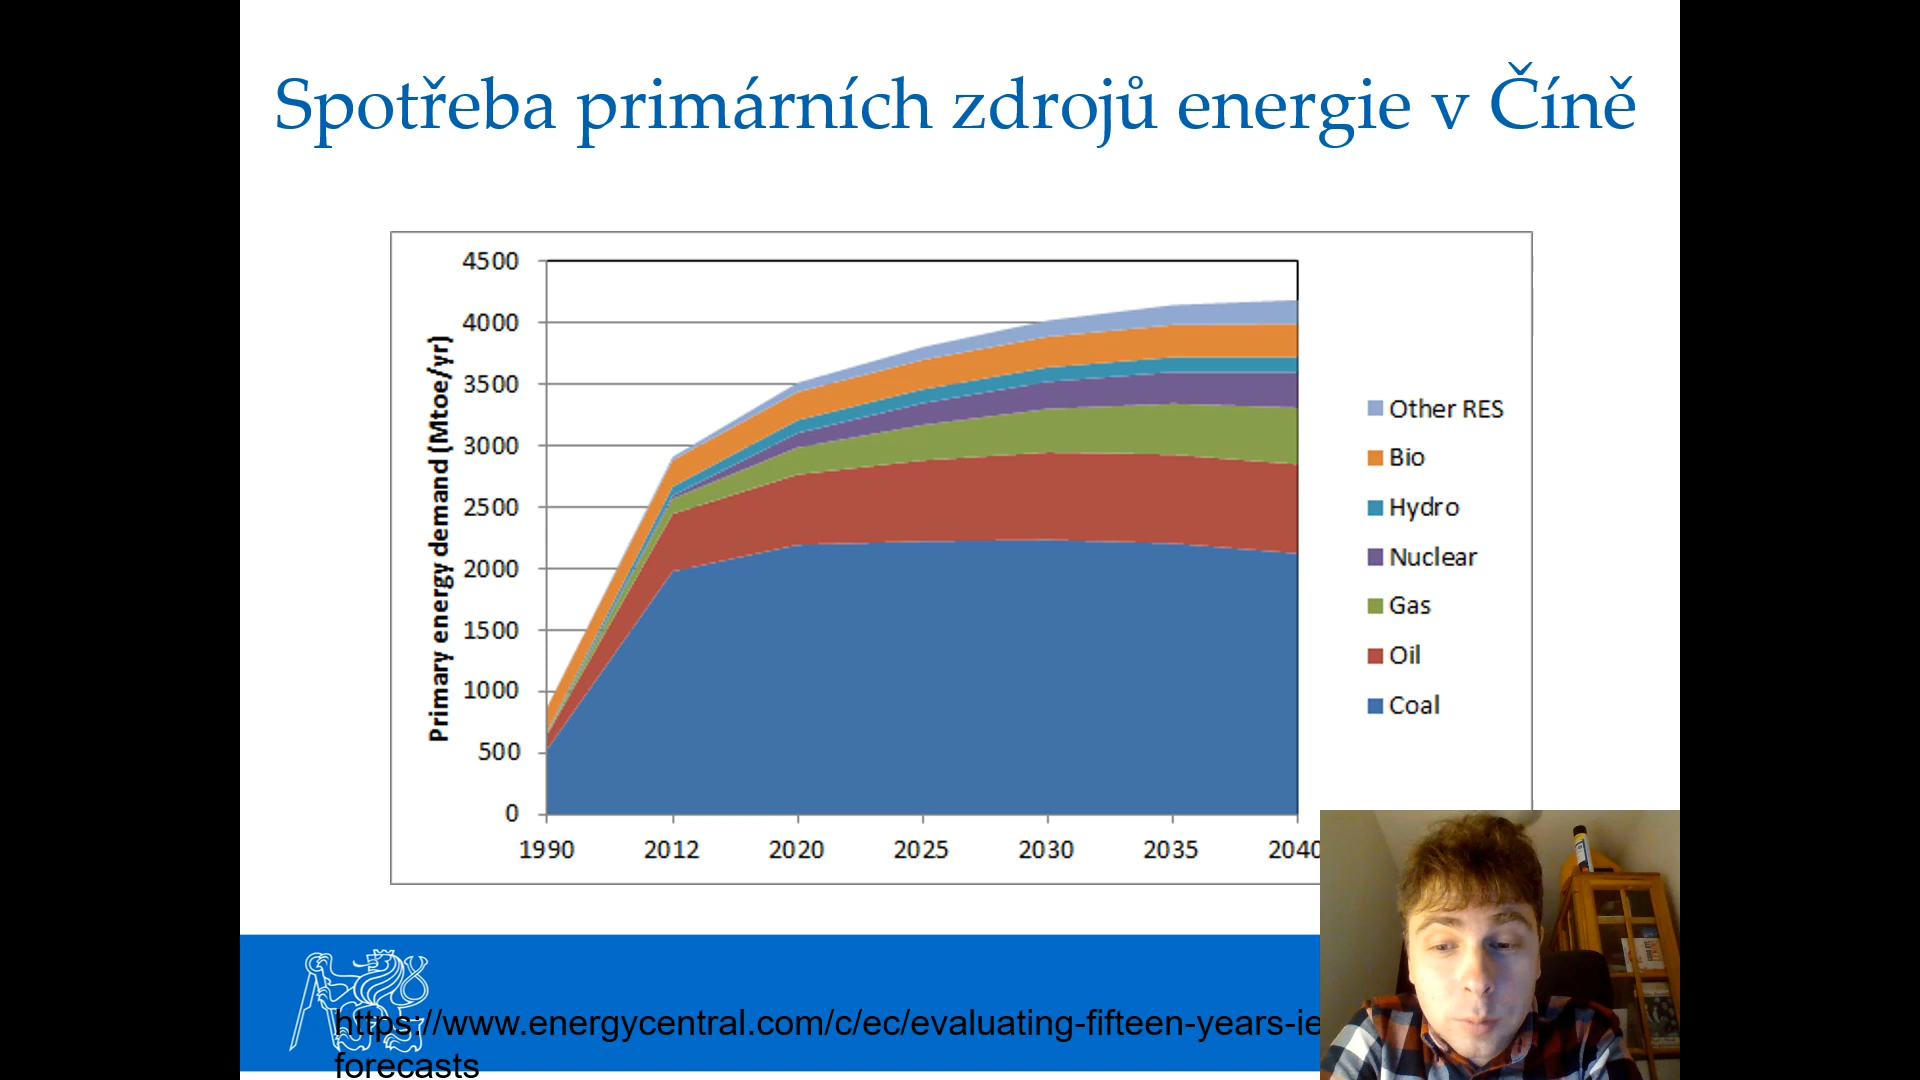 Spotřeba primárních zdrojů energie v Číně
Primary energy demand (Mtoe/yr)
4500
4000
3500
3000
2500
2000
1500
1000
500
0
1990 2012 2020 2025 2030 2035 2040
Other RES
Bio
Hydro
Nuclear
Gas
Oil
Coal
https://www.energycentral.com/c/ec/evaluating-fifteen-years-ie
forecasts